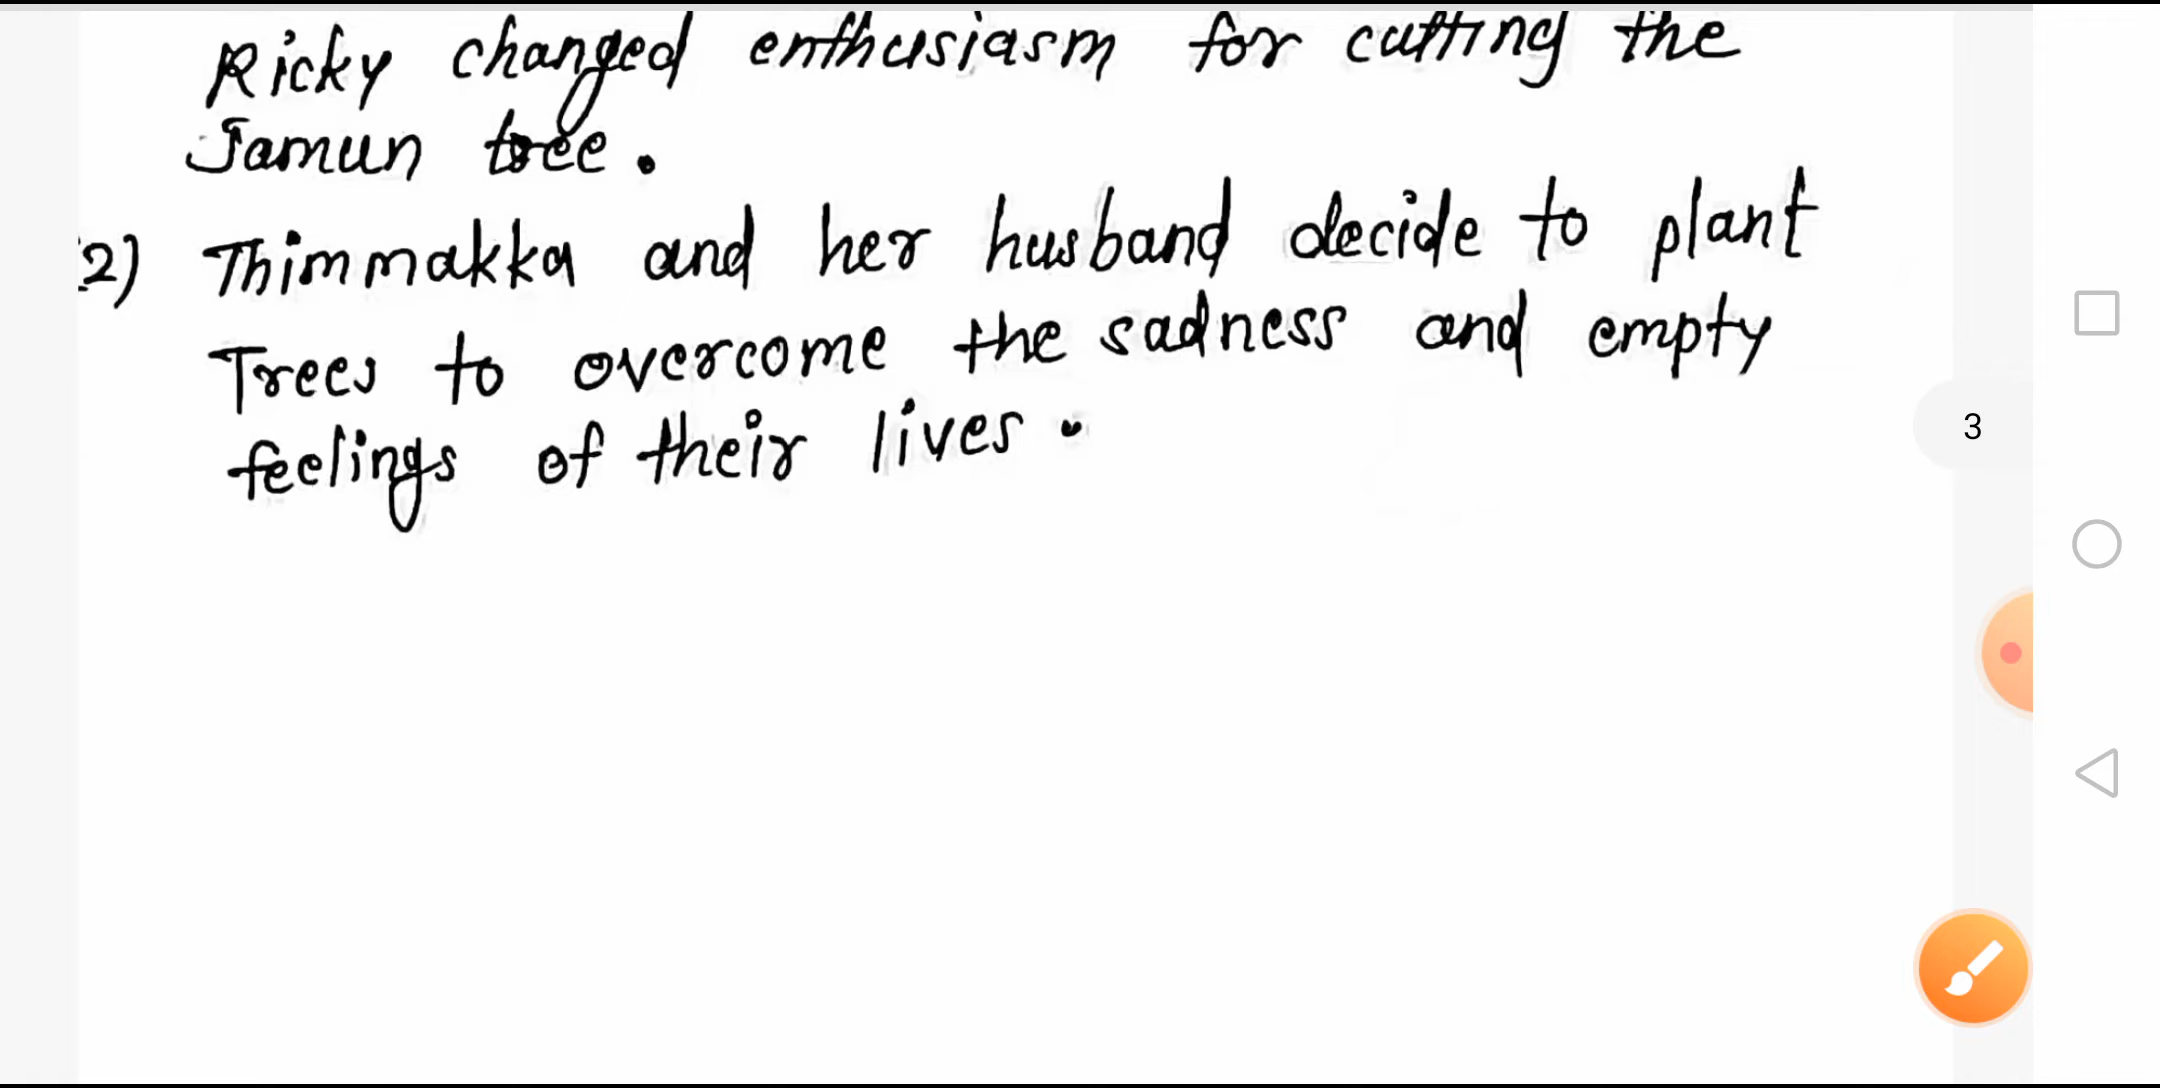 Ricky changed enthusiasm for cutting the
Jamun tree.
2) Thimmakka and her husband decide to plant
Trees to overcome the sadness and empty
feelings of their lives.
3